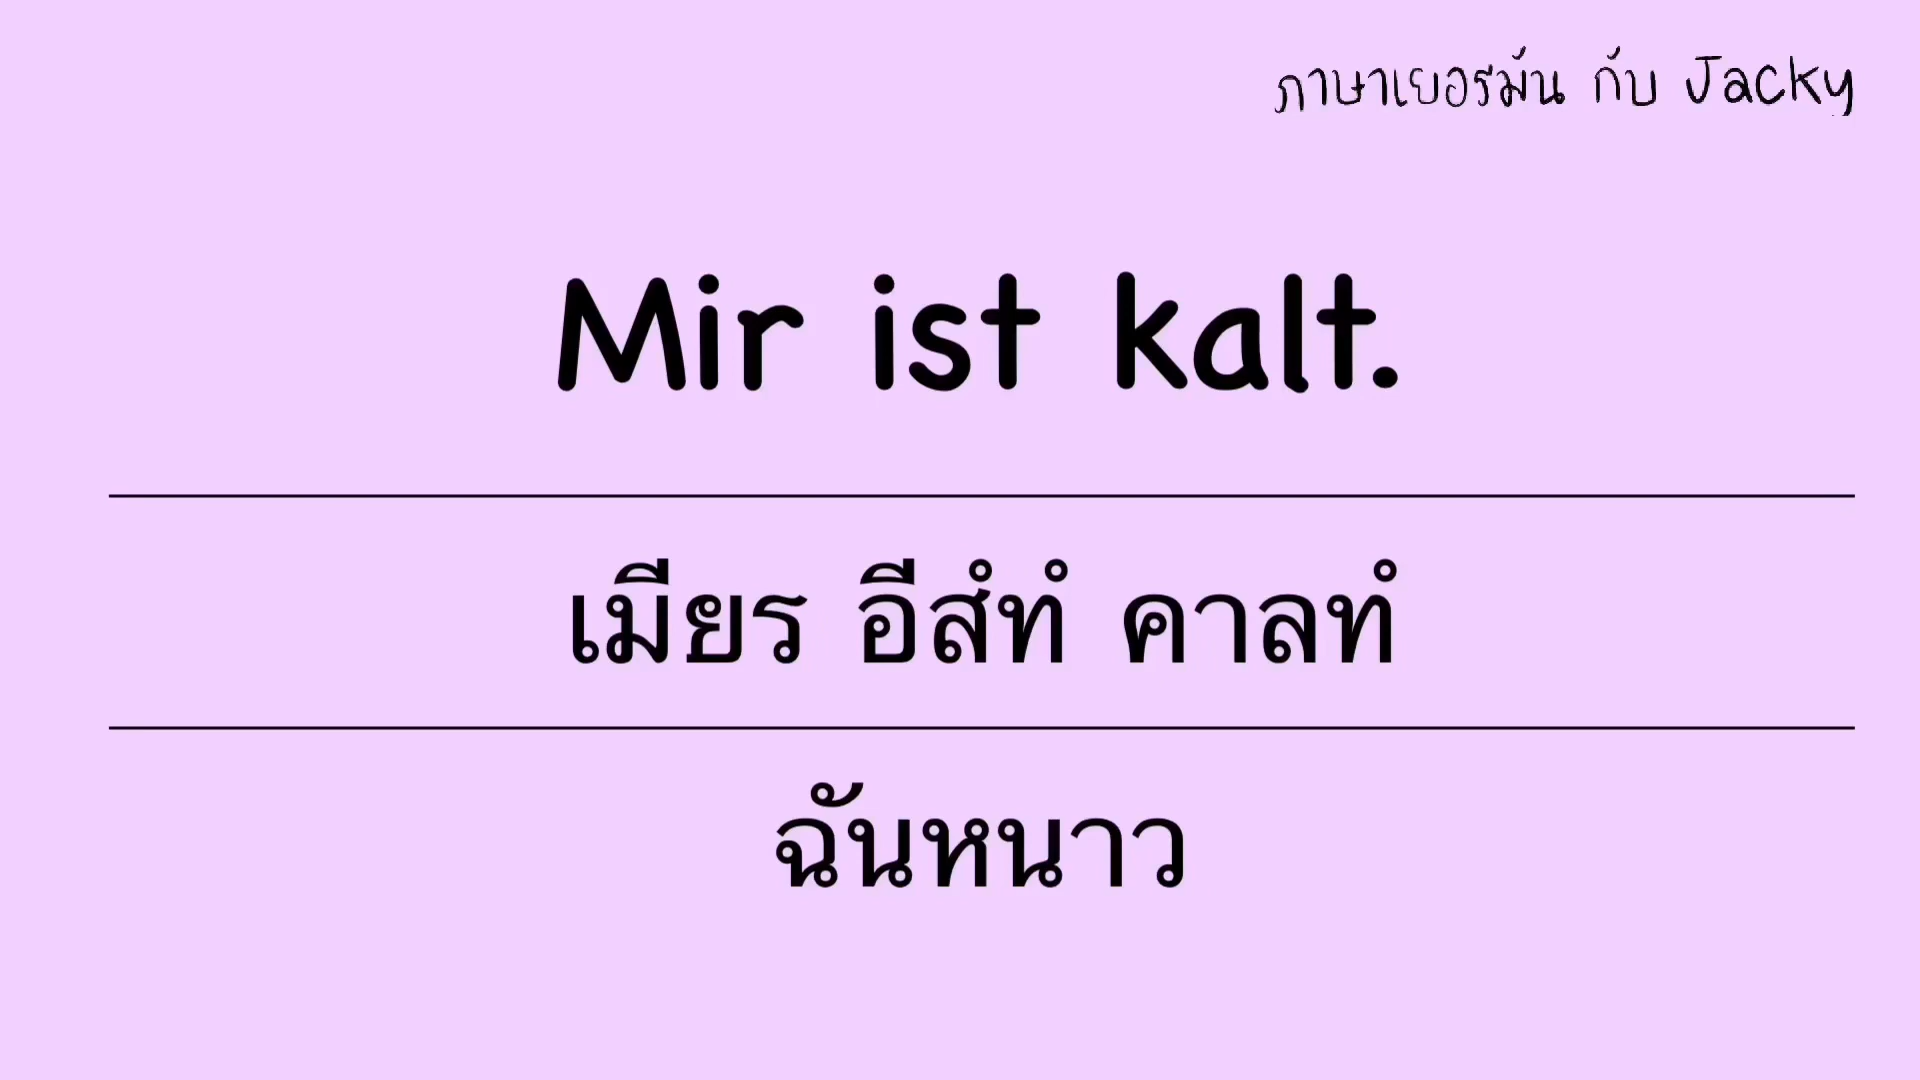 ภาษาเยอรมัน กับ Jacky
Mir ist kalt.
เมียร อีสํทํ คาลทํ
ฉันหนาว